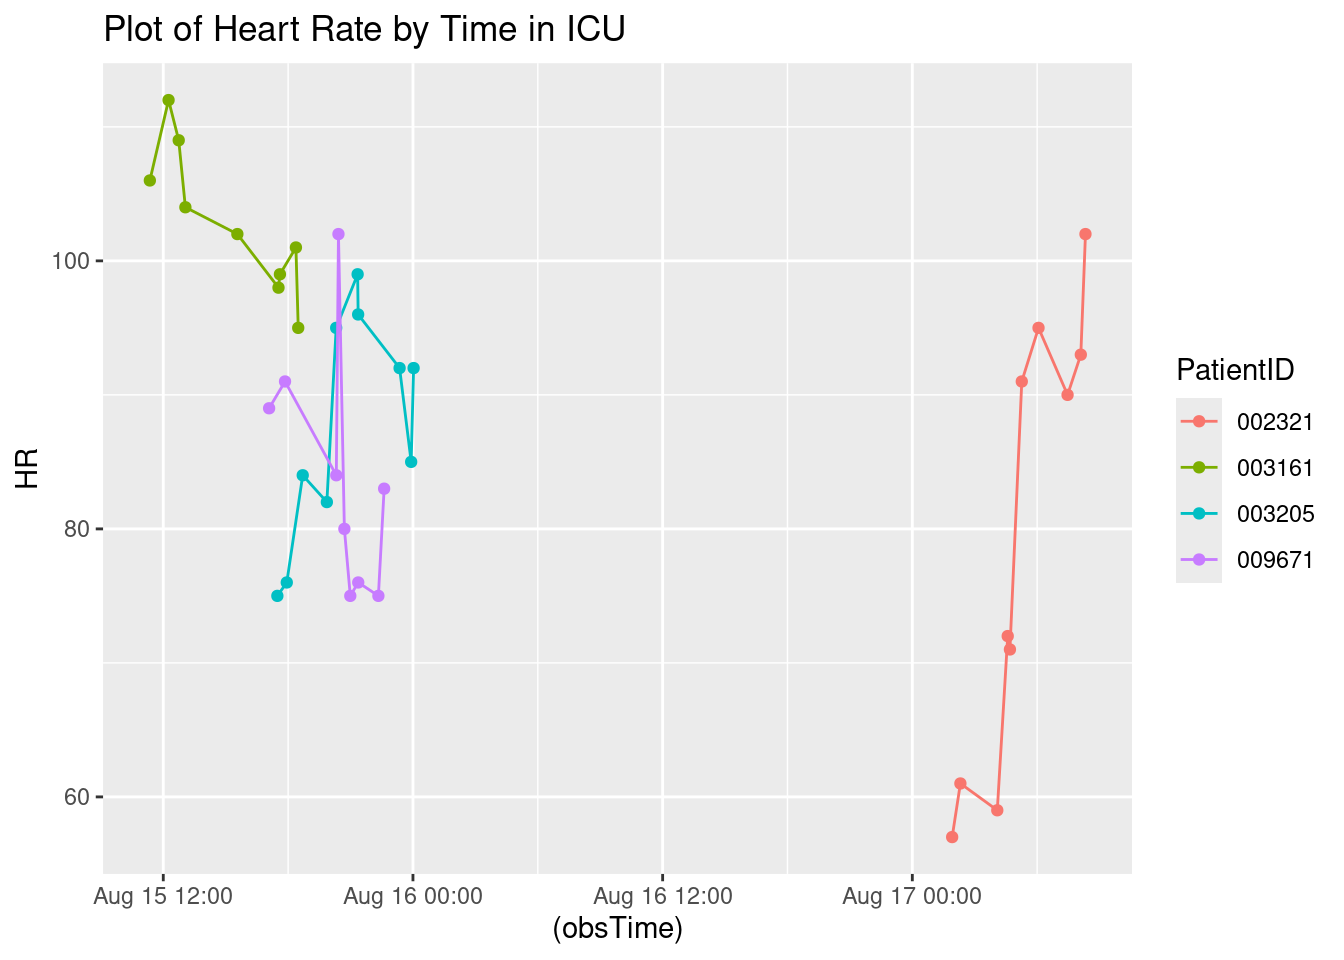 Plot of Heart Rate by Time in ICU
HR
100
80
60
Aug 15 12:00
Aug 16 00:00
Aug 16 12:00
Aug 17 00:00
(obsTime)
PatientID
002321
003161
003205
009671